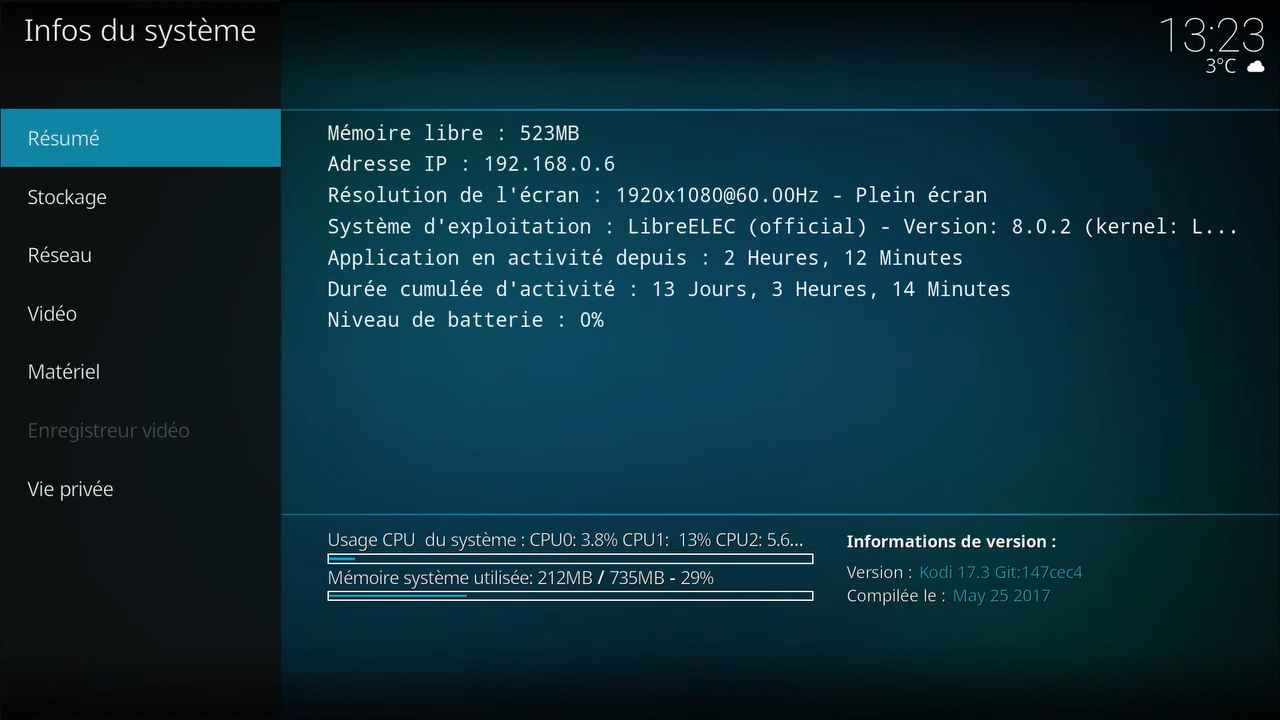 Infos du système
13:23
3°C
Résumé
Stockage
Réseau
Vidéo
Matériel
Enregistreur vidéo
Vie privée
Mémoire libre : 523MB
Adresse IP : 192.168.0.6
Résolution de l'écran : 1920x1080@60.00Hz - Plein écran
Système d'exploitation : LibreELEC (official) - Version: 8.0.2 (kernel: L...
Application en activité depuis : 2 Heures, 12 Minutes
Durée cumulée d'activité : 13 Jours, 3 Heures, 14 Minutes
Niveau de batterie : 0%
Usage CPU  du système : CPU0: 3.8% CPU1:  13% CPU2: 5.6...
Mémoire système utilisée: 212MB / 735MB - 29%
Informations de version :
Version : Kodi 17.3 Git:147cec4
Compilée le : May 25 2017